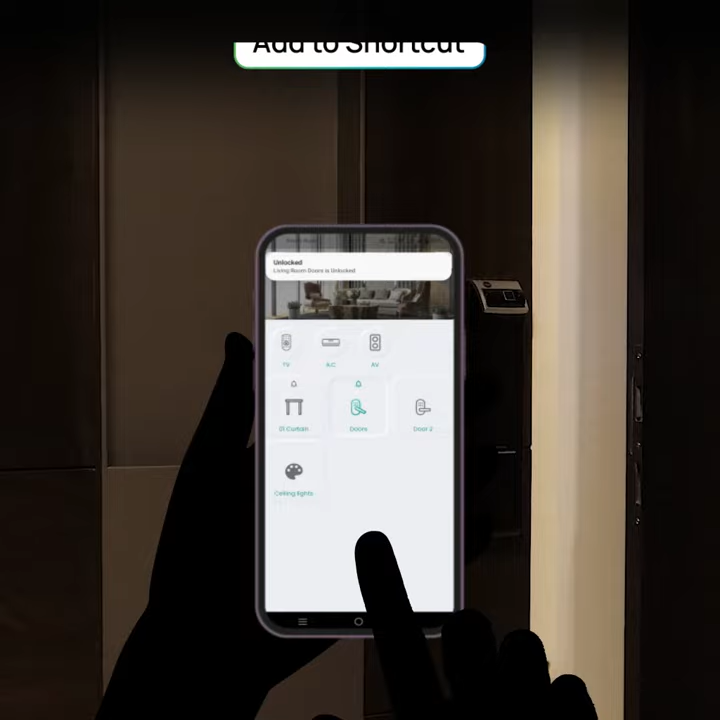 Add to Shortcut
Unlocked
Living Room Doors is Unlocked
TV
A/C
AV
01 Curtain
Doors
Door 2
Ceiling lights